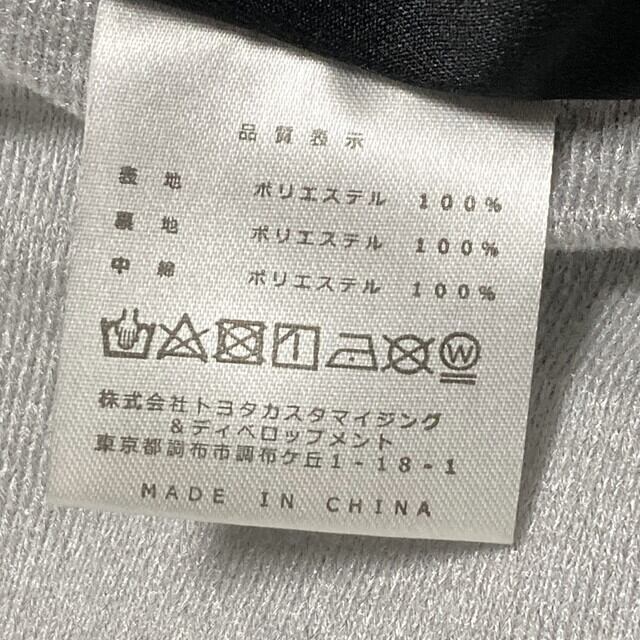 品質表示
表地 ポリエステル 100%
裏地 ポリエステル 100%
中綿 ポリエステル 100%
W
株式会社トヨタカスタマイジング
&ディベロップメント
東京都調布市調布ケ丘1-18-1
MADE IN CHINA